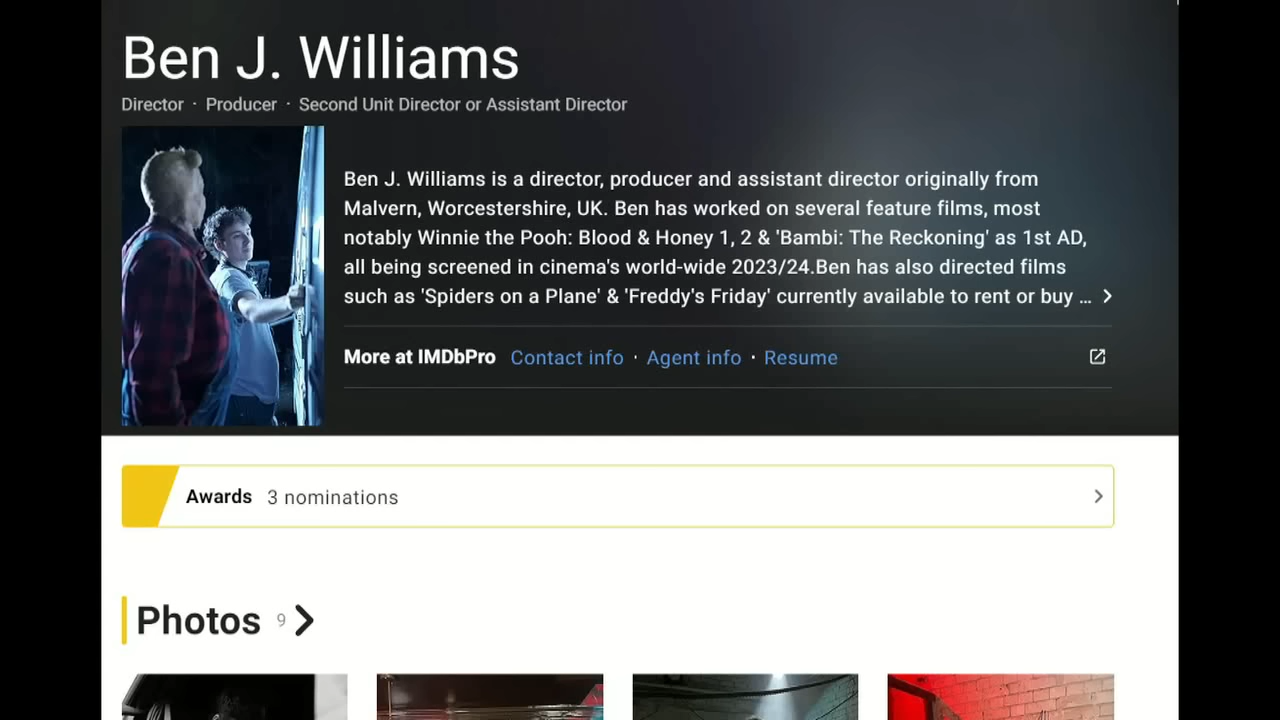 Ben J. Williams
Director · Producer · Second Unit Director or Assistant Director
Ben J. Williams is a director, producer and assistant director originally from
Malvern, Worcestershire, UK. Ben has worked on several feature films, most
notably Winnie the Pooh: Blood & Honey 1, 2 & 'Bambi: The Reckoning' as 1st AD,
all being screened in cinema's world-wide 2023/24.Ben has also directed films
such as 'Spiders on a Plane' & 'Freddy's Friday' currently available to rent or buy ...
More at IMDbPro Contact info · Agent info · Resume
Awards 3 nominations
Photos 9